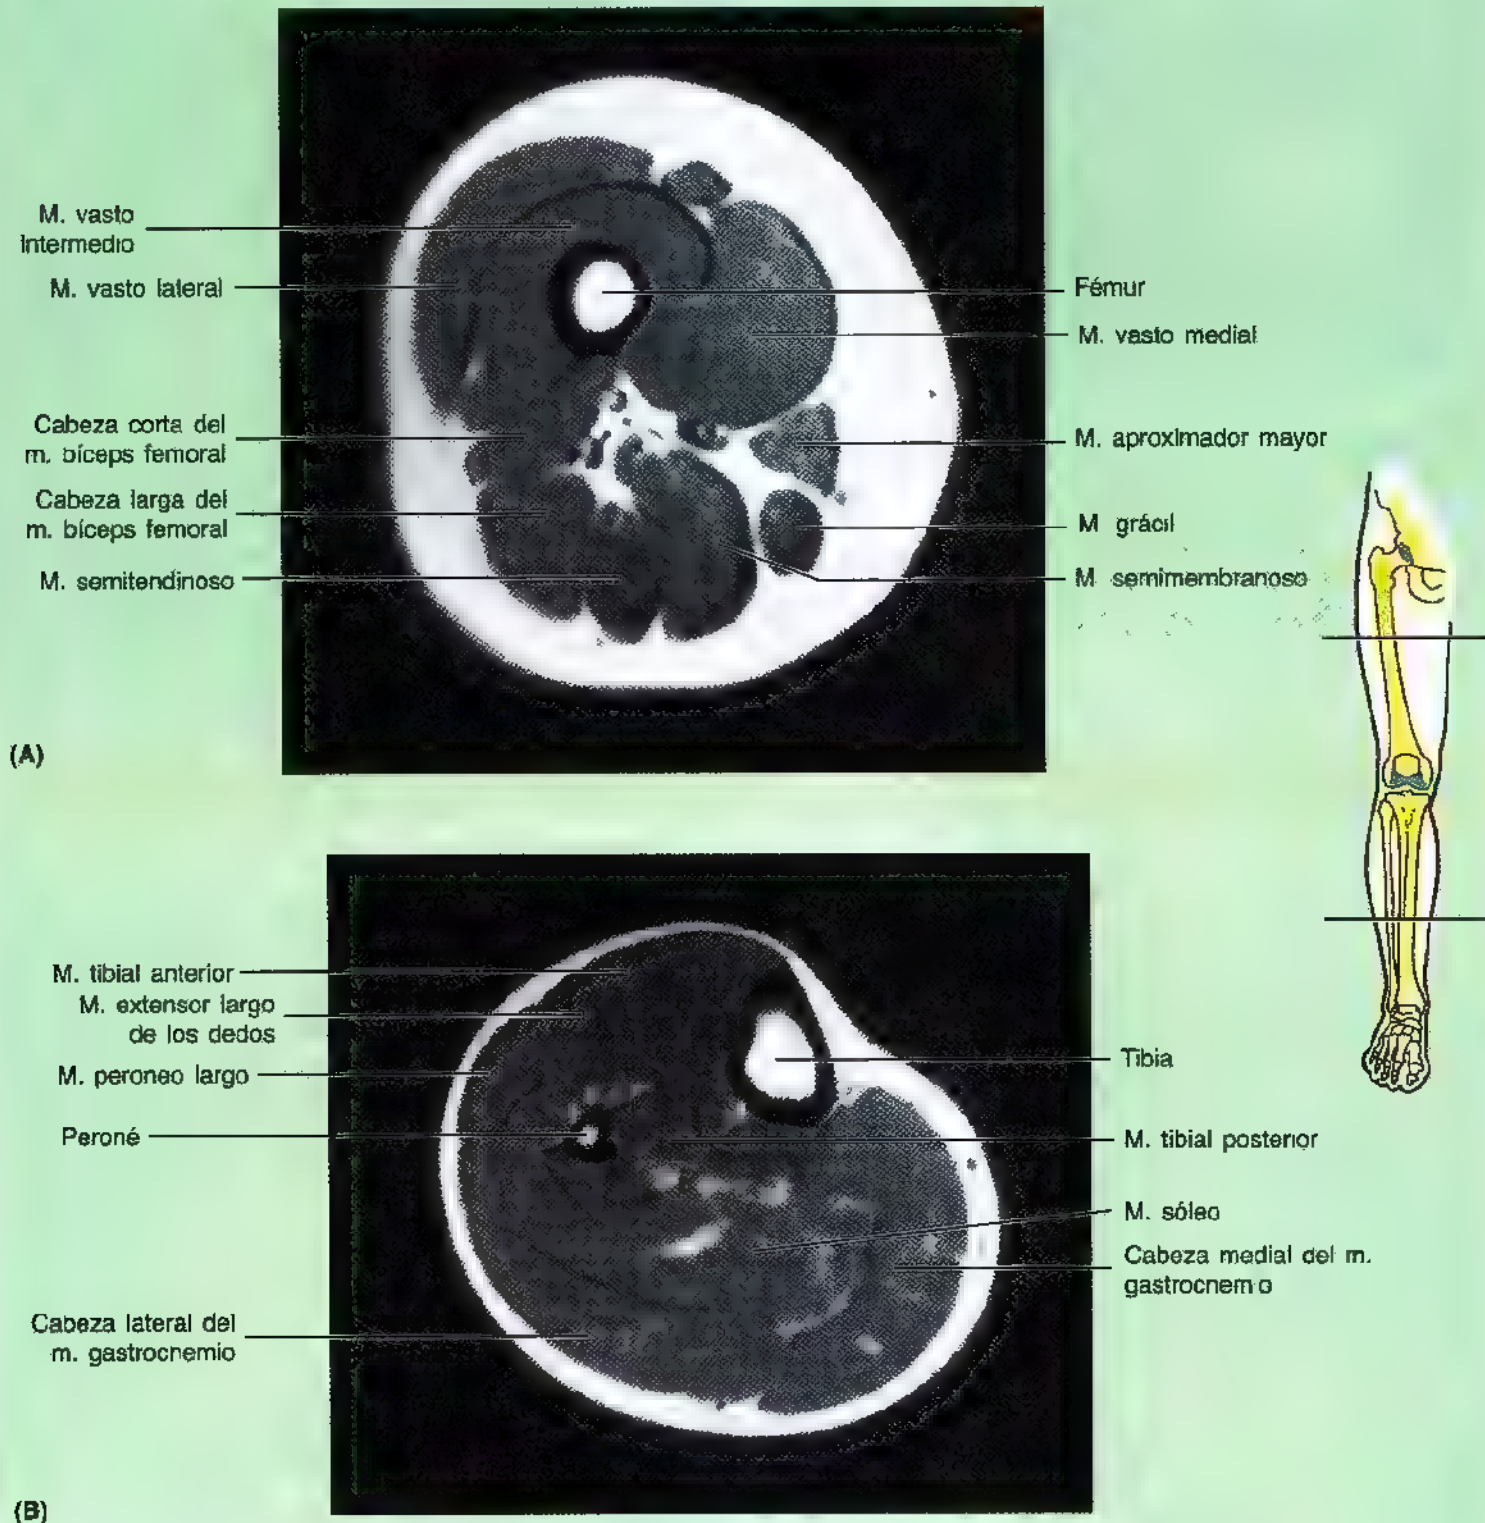 M. vasto
Intermedio
M. vasto lateral
Cabeza corta del
m. bíceps femoral
Cabeza larga del
m. bíceps femoral
M. semitendinoso
Fémur
M. vasto medial
M. aproximador mayor
M grácil
M semimembranoso
(A)
M. tibial anterior
M. extensor largo
de los dedos
M. peroneo largo
Peroné
Cabeza lateral del
m. gastrocnemio
Tibia
M. tibial posterior
M. sóleo
Cabeza medial del m.
gastrocnemio
(B)